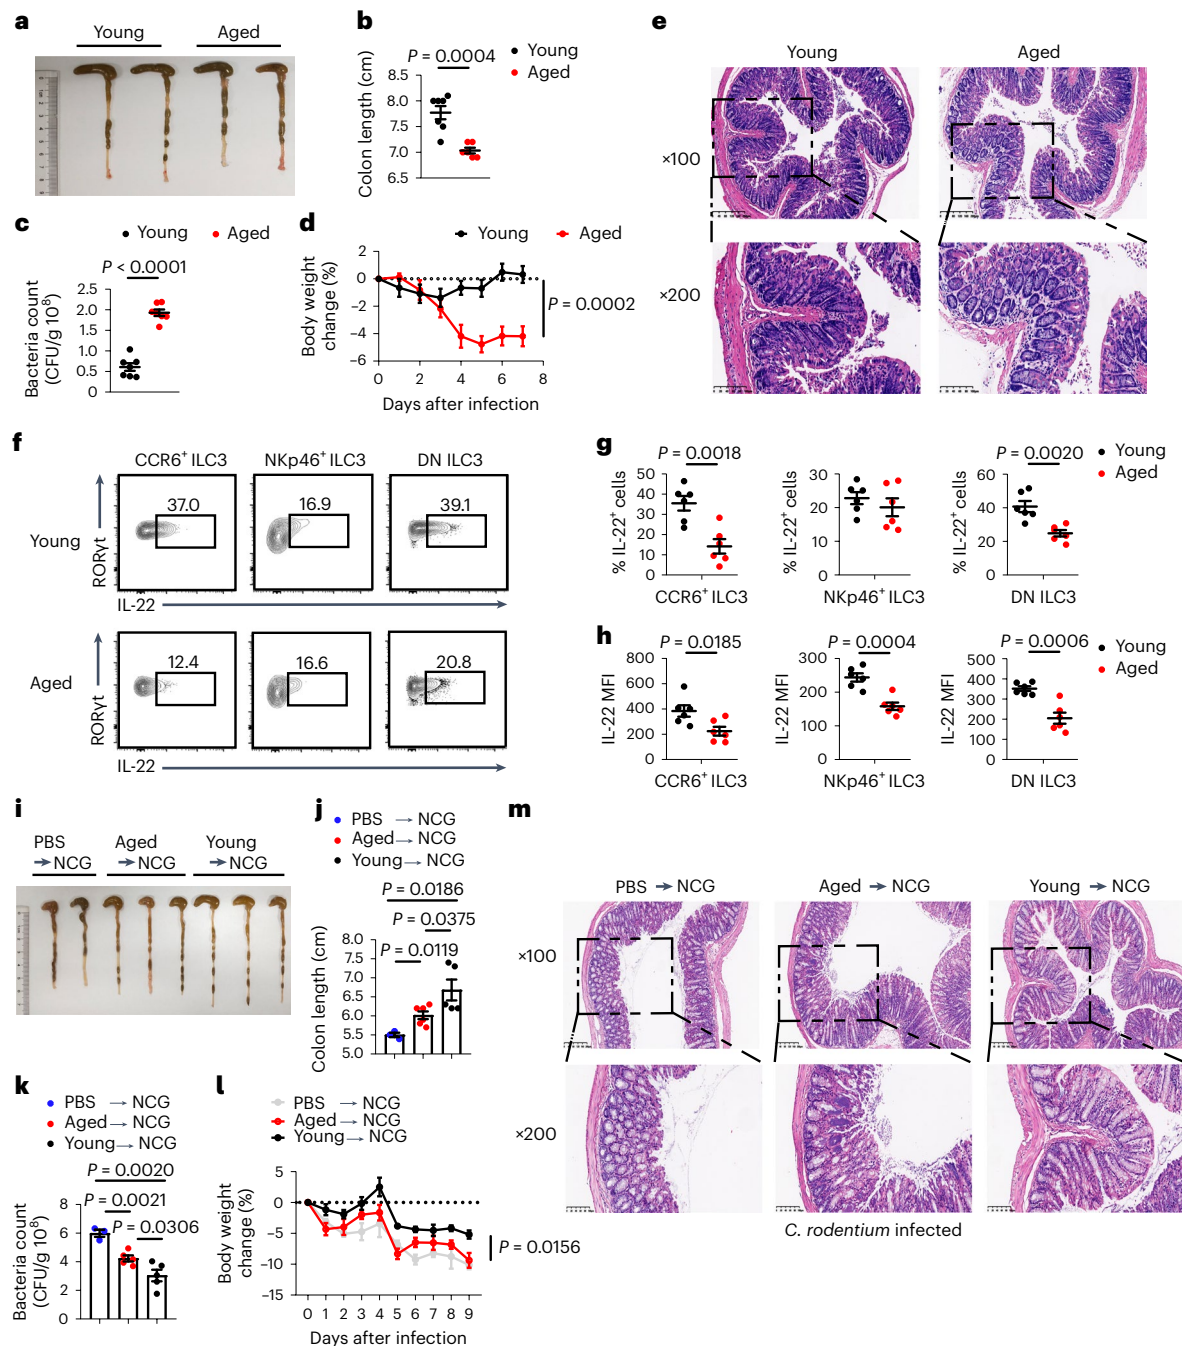 a
Young
Aged
b
P = 0.0004
Young
Aged
Colon length (cm)
8.5
8.0
7.5
7.0
6.5
c
Young
Aged
P < 0.0001
Bacteria count
(CFU/g 10⁸)
2.5
2.0
1.5
1.0
0.5
0
d
Young
Aged
Body weight
change (%)
2
0
−2
−4
−6
P = 0.0002
0 2 4 6 8
Days after infection
e
Young
Aged
×100
×200
f
CCR6⁺ ILC3
NKp46⁺ ILC3
DN ILC3
Young
37.0
16.9
39.1
RORγt
IL-22
Aged
12.4
16.6
20.8
RORγt
IL-22
g
P = 0.0018
% IL-22⁺ cells
50
40
30
20
10
0
CCR6⁺ ILC3
% IL-22⁺ cells
30
20
10
0
NKp46⁺ ILC3
P = 0.0020
% IL-22⁺ cells
60
40
20
0
DN ILC3
Young
Aged
h
P = 0.0185
IL-22 MFI
800
600
400
200
0
CCR6⁺ ILC3
P = 0.0004
IL-22 MFI
300
200
100
0
NKp46⁺ ILC3
P = 0.0006
IL-22 MFI
500
400
300
200
100
0
DN ILC3
Young
Aged
i
PBS
→NCG
Aged
→NCG
Young
→NCG
j
PBS → NCG
Aged → NCG
Young → NCG
P = 0.0186
P = 0.0375
P = 0.0119
Colon length (cm)
8.0
7.5
7.0
6.5
6.0
5.5
5.0
k
PBS → NCG
Aged → NCG
Young → NCG
P = 0.0020
P = 0.0021
P = 0.0306
Bacteria count
(CFU/g 10⁸)
8
6
4
2
0
l
PBS → NCG
Aged → NCG
Young → NCG
Body weight
change (%)
5
0
−5
−10
−15
P = 0.0156
0 1 2 3 4 5 6 7 8 9
Days after infection
m
PBS → NCG
Aged → NCG
Young → NCG
×100
×200
C. rodentium infected